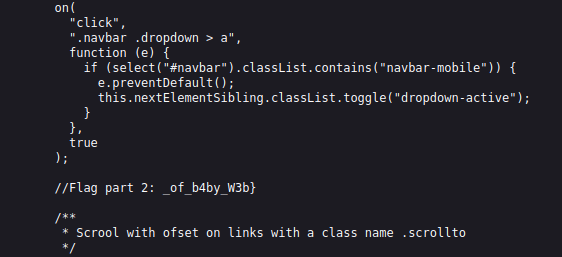 on(
"click",
".navbar .dropdown > a",
function (e) {
if (select("#navbar").classList.contains("navbar-mobile")) {
e.preventDefault();
this.nextElementSibling.classList.toggle("dropdown-active");
}
},
true
);
//Flag part 2: _of_b4by_W3b}
/**
* Scrool with ofset on links with a class name .scrollto
*/